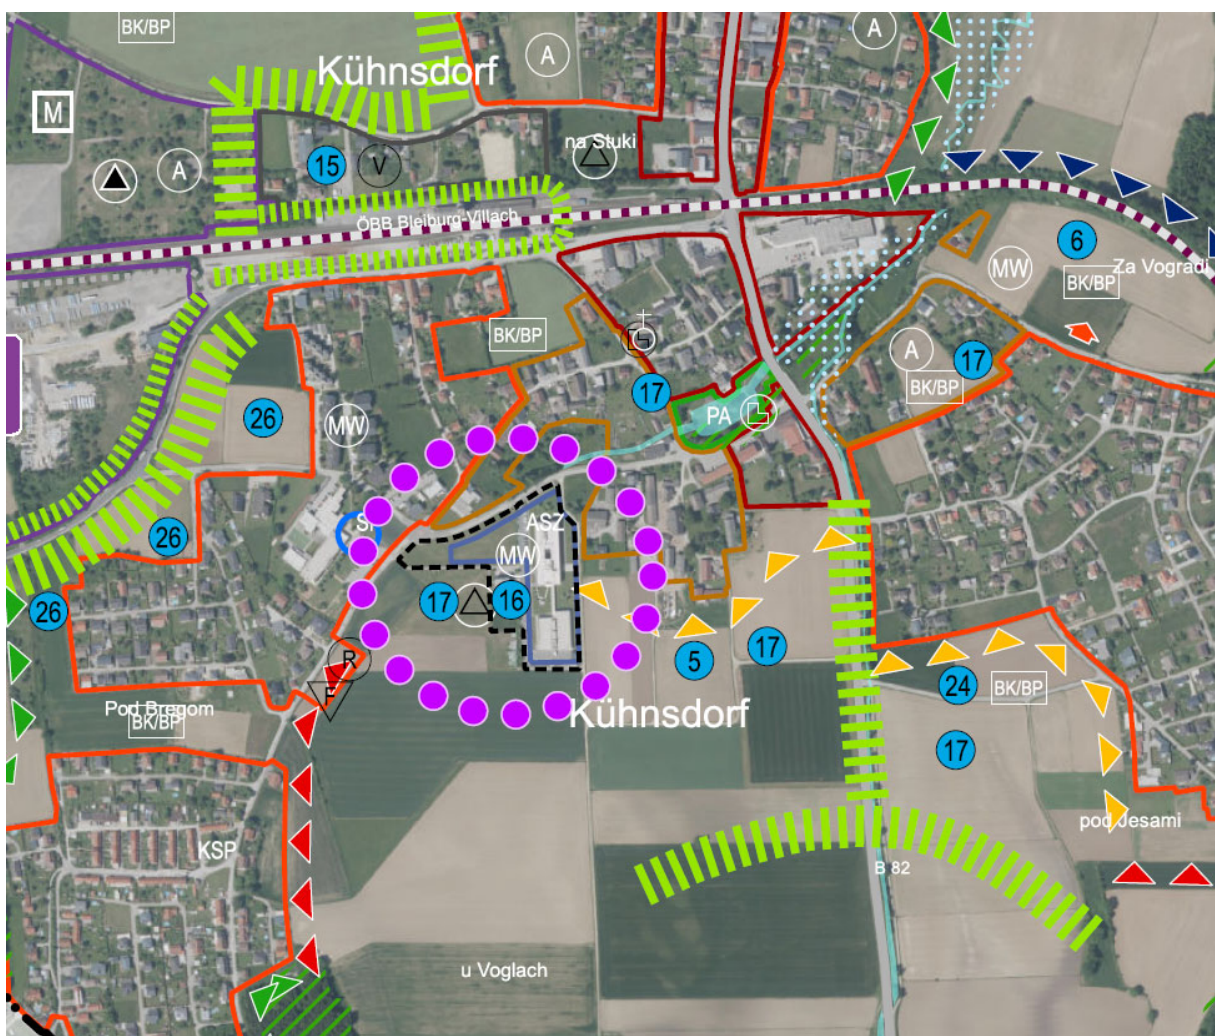 BK/BP
A
A
Kühnsdorf
M
na Stuki
A
15
V
ÖBB Bleiburg-Villach
6
MW
Za Vogradi
BK/BP
BK/BP
A
17
17
BK/BP
26
MW
PA
ASZ
26
MW
17
16
26
R
5
17
24
BK/BP
F
Pod Bregom
BK/BP
Kühnsdorf
17
pod Jesami
KSP
B 82
u Voglach